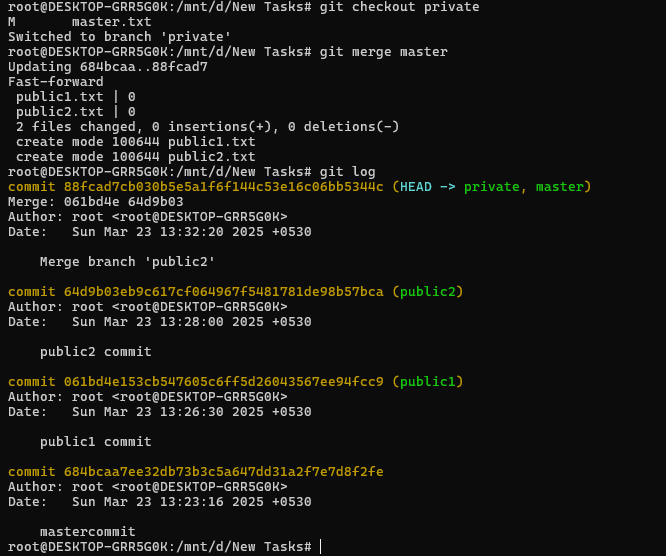 root@DESKTOP-GRR5G0K:/mnt/d/New Tasks# git checkout private
M       master.txt
Switched to branch 'private'
root@DESKTOP-GRR5G0K:/mnt/d/New Tasks# git merge master
Updating 684bcaa..88fcad7
Fast-forward
 public1.txt | 0
 public2.txt | 0
 2 files changed, 0 insertions(+), 0 deletions(-)
 create mode 100644 public1.txt
 create mode 100644 public2.txt
root@DESKTOP-GRR5G0K:/mnt/d/New Tasks# git log
commit 88fcad7cb030b5e5a1f6f144c53e16c06bb5344c (HEAD -> private, master)
Merge: 061bd4e 64d9b03
Author: root <root@DESKTOP-GRR5G0K>
Date:   Sun Mar 23 13:32:20 2025 +0530

    Merge branch 'public2'

commit 64d9b03eb9c617cf064967f5481781de98b57bca (public2)
Author: root <root@DESKTOP-GRR5G0K>
Date:   Sun Mar 23 13:28:00 2025 +0530

    public2 commit

commit 061bd4e153cb547605c6ff5d26043567ee94fcc9 (public1)
Author: root <root@DESKTOP-GRR5G0K>
Date:   Sun Mar 23 13:26:30 2025 +0530

    public1 commit

commit 684bcaa7ee32db73b3c5a647dd31a2f7e7d8f2fe
Author: root <root@DESKTOP-GRR5G0K>
Date:   Sun Mar 23 13:23:16 2025 +0530

    mastercommit
root@DESKTOP-GRR5G0K:/mnt/d/New Tasks#